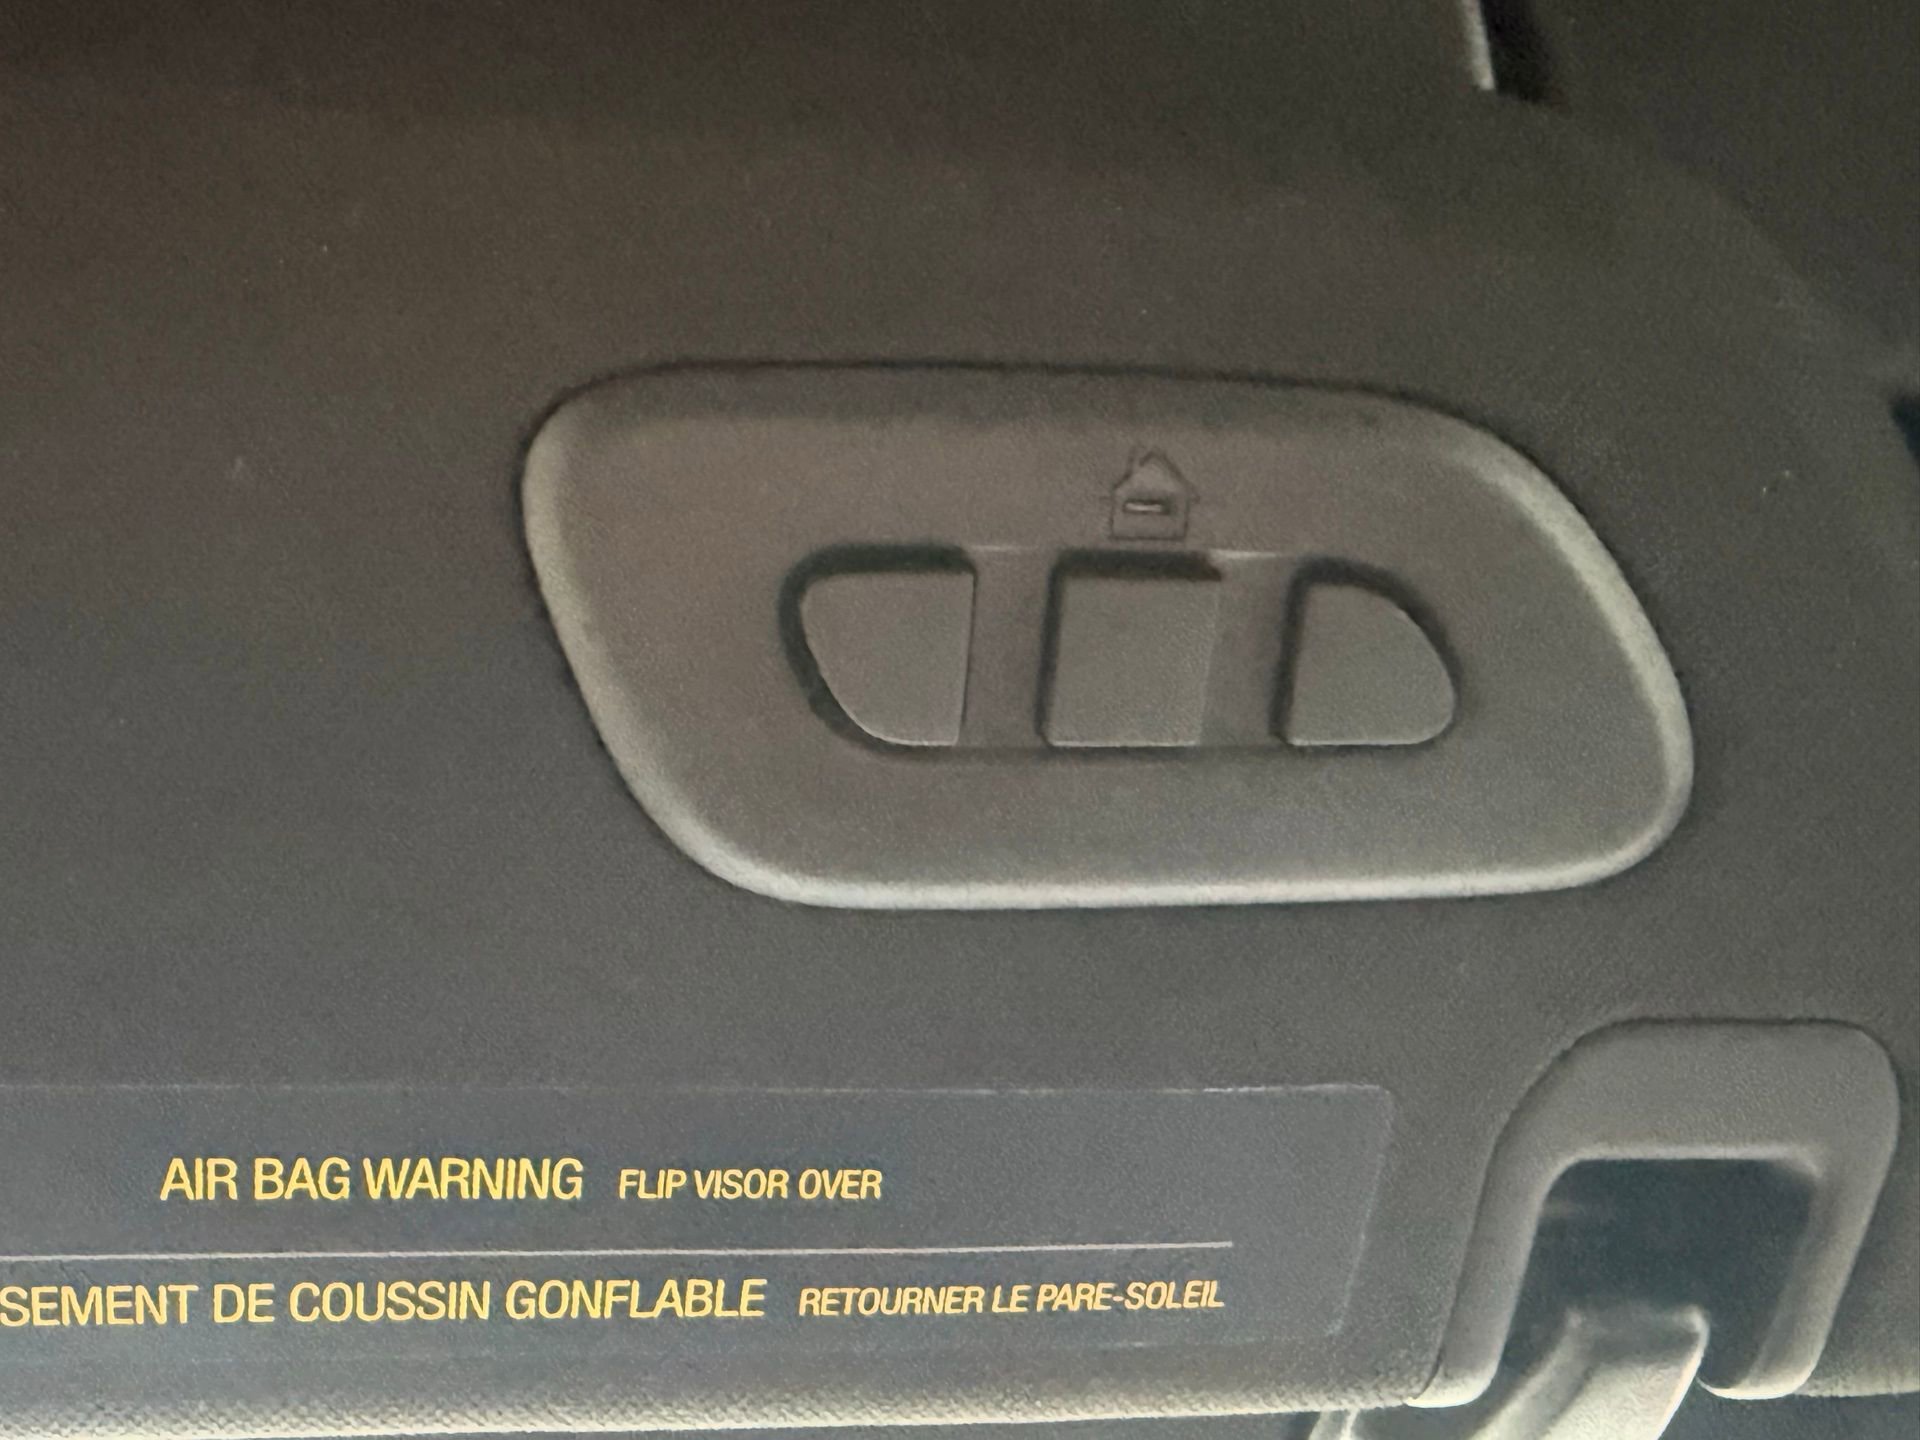 AIR BAG WARNING FLIP VISOR OVER
SEMENT DE COUSSIN GONFLABLE RETOURNER LE PARE-SOLEIL